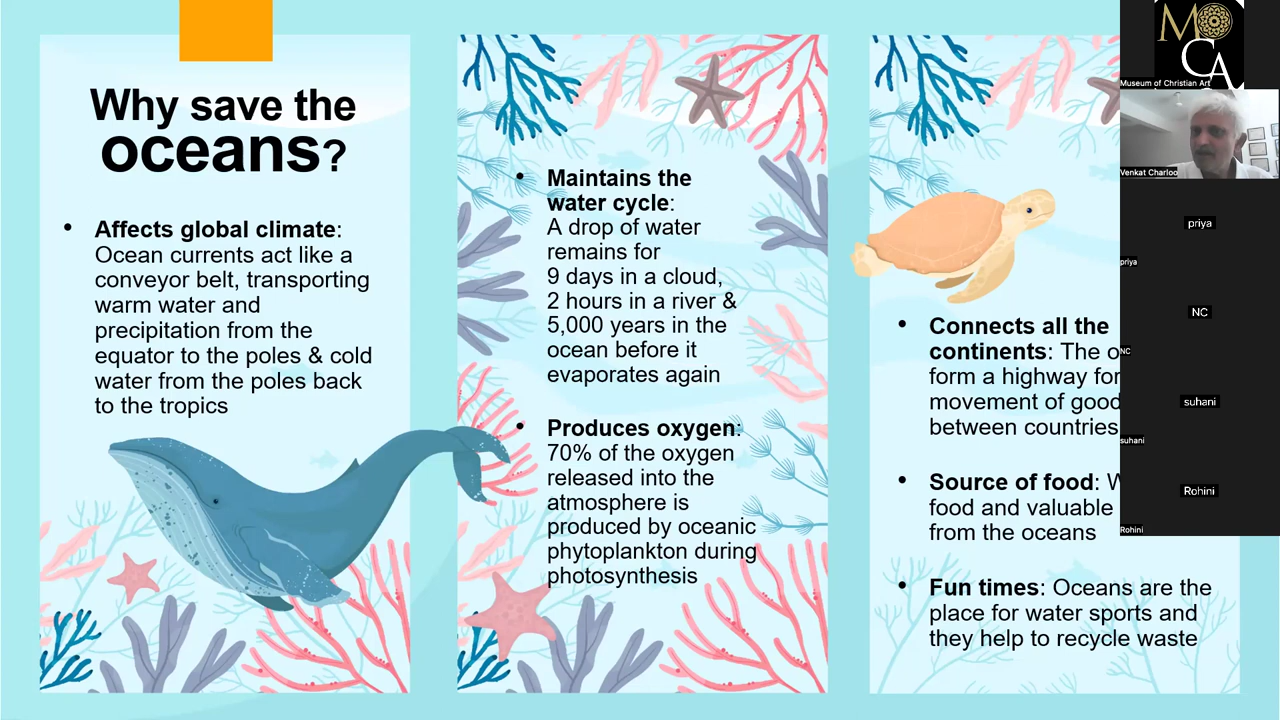 Why save the
oceans?
• Affects global climate:
Ocean currents act like a
conveyor belt, transporting
warm water and
precipitation from the
equator to the poles & cold
water from the poles back
to the tropics
• Maintains the
water cycle:
A drop of water
remains for
9 days in a cloud,
2 hours in a river &
5,000 years in the
ocean before it
evaporates again
• Produces oxygen:
70% of the oxygen
released into the
atmosphere is
produced by oceanic
phytoplankton during
photosynthesis
• Connects all the
continents: The
form a highway for
movement of
between countries
• Source of food:
food and valuable
from the oceans
• Fun times: Oceans are the
place for water sports and
they help to recycle waste
MOCA
Museum of Christian Art
Venkat Charloo
priya
priya
NC
NC
suhani
suhani
Rohini
Rohini